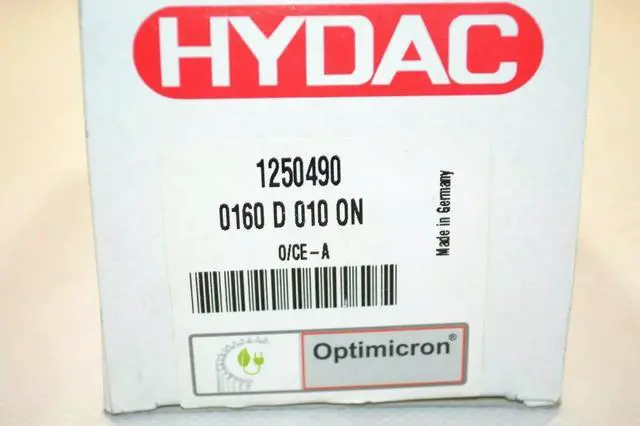 HYDAC
1250490
0160 D 010 ON
O/CE-A
Made in Germany
Optimicron®